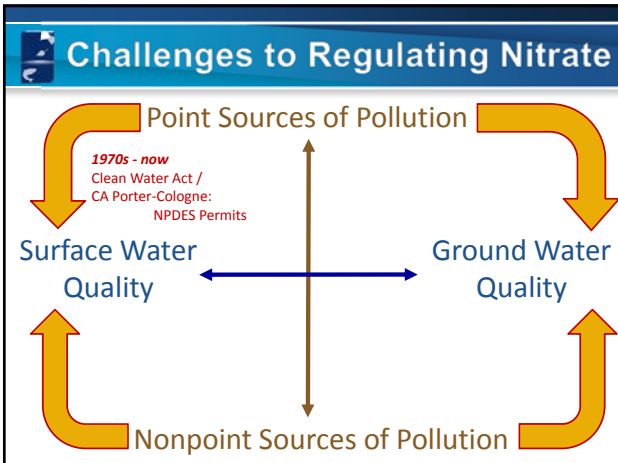 Challenges to Regulating Nitrate
Point Sources of Pollution
1970s - now
Clean Water Act /
CA Porter-Cologne:
NPDES Permits
Surface Water
Quality
Ground Water
Quality
Nonpoint Sources of Pollution